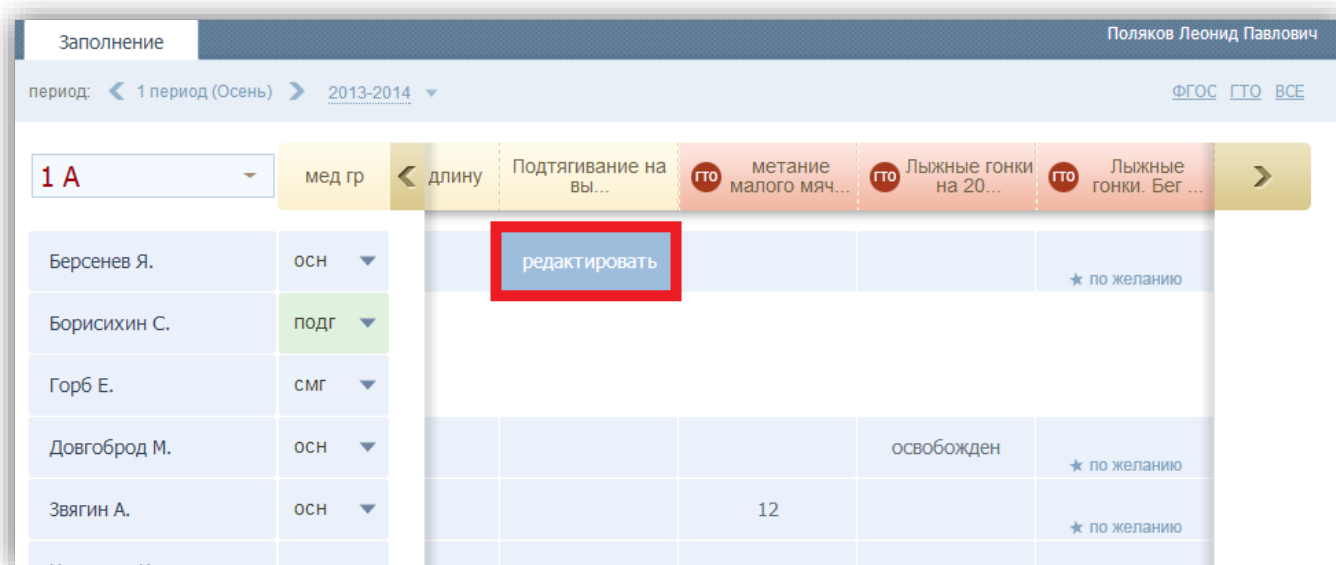 Заполнение
Поляков Леонид Павлович
период: 1 период (Осень) 2013-2014
ФГОС ГТО ВСЕ
1 А
мед гр
длину
Подтягивание на
вы...
ГТО метание
малого мяч...
ГТО Лыжные гонки
на 20...
ГТО Лыжные
гонки. Бег ...
Берсенев Я. осн редактировать
по желанию
Борисихин С. подг
Горб Е. смг
Довгоброд М. осн освобожден
по желанию
Звягин А. осн 12
по желанию